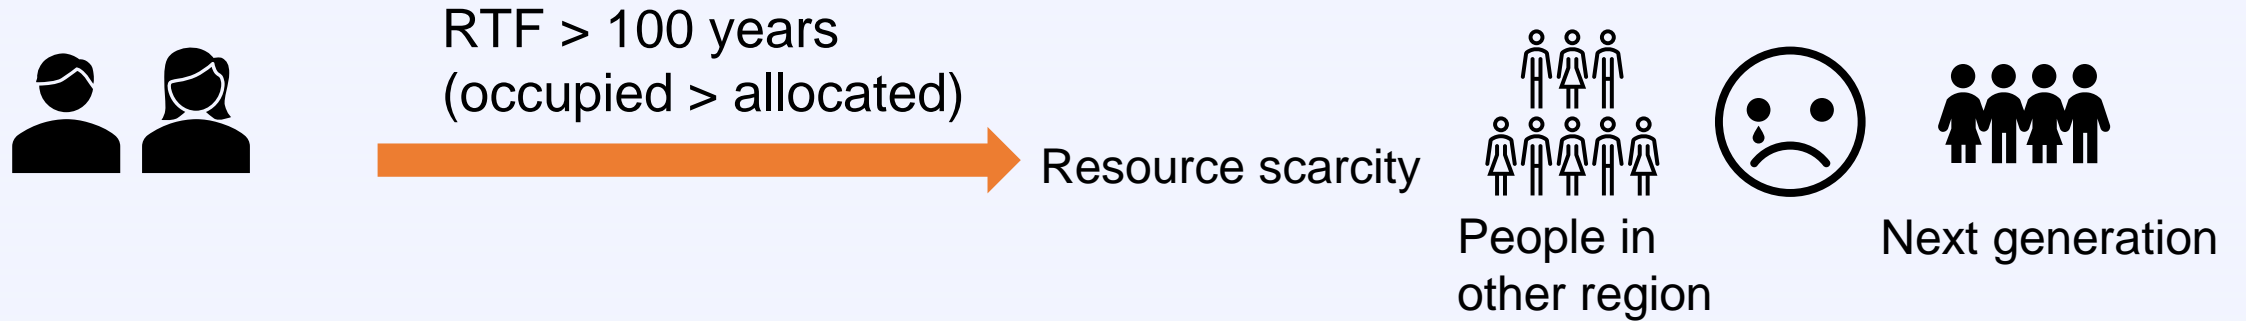 RTF > 100 years
(occupied > allocated)
Resource scarcity
People in
other region
Next generation